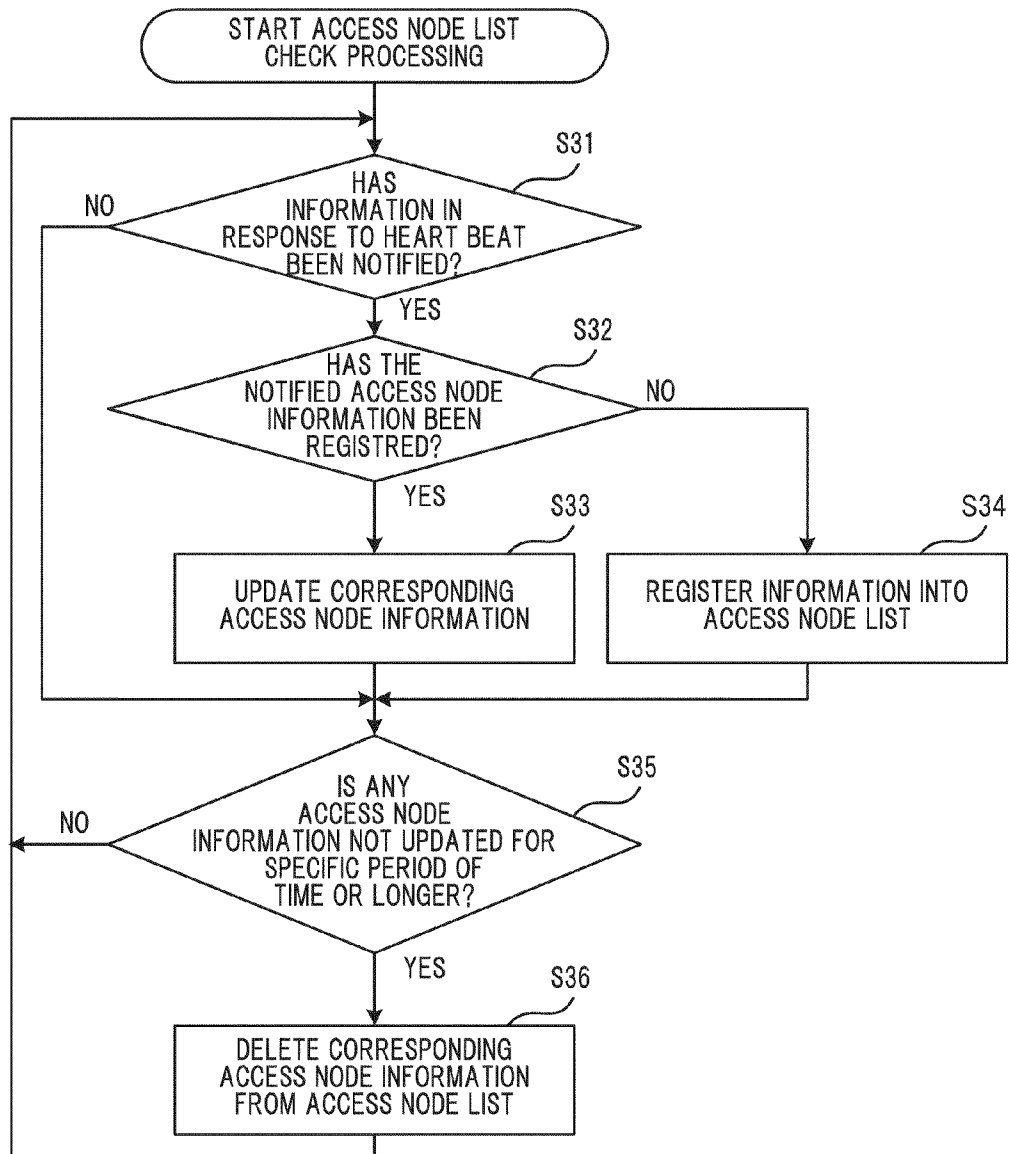 START ACCESS NODE LIST
CHECK PROCESSING
S31
HAS
INFORMATION IN
RESPONSE TO HEART BEAT
BEEN NOTIFIED?
NO
YES
S32
HAS THE
NOTIFIED ACCESS NODE
INFORMATION BEEN
REGISTRED?
NO
YES
S33
UPDATE CORRESPONDING
ACCESS NODE INFORMATION
S34
REGISTER INFORMATION INTO
ACCESS NODE LIST
S35
IS ANY
ACCESS NODE
INFORMATION NOT UPDATED FOR
SPECIFIC PERIOD OF
TIME OR LONGER?
NO
YES
S36
DELETE CORRESPONDING
ACCESS NODE INFORMATION
FROM ACCESS NODE LIST